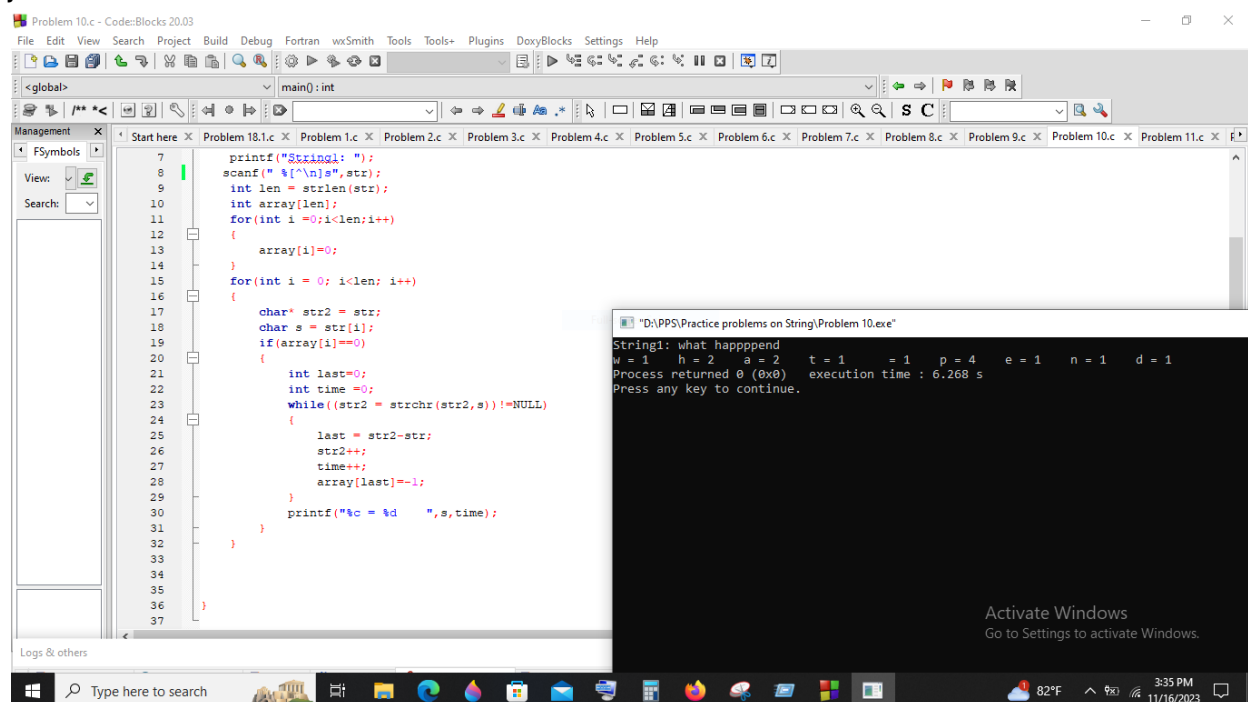 Problem 10.c - Code::Blocks 20.03
File Edit View Search Project Build Debug Fortran wxSmith Tools Tools+ Plugins DoxyBlocks Settings Help
<global> main() : int
/** *< .* S C
Management X Start here X Problem 18.1.c X Problem 1.c X Problem 2.c X Problem 3.c X Problem 4.c X Problem 5.c X Problem 6.c X Problem 7.c X Problem 8.c X Problem 9.c X Problem 10.c X Problem 11.c X
FSymbols
View:
Search:
7 printf("String1: ");
8 scanf(" %[^\n]s",str);
9 int len = strlen(str);
10 int array[len];
11 for(int i =0;i<len;i++)
12 {
13 array[i]=0;
14 }
15 for(int i = 0; i<len; i++)
16 {
17 char* str2 = str;
18 char s = str[i];
19 if(array[i]==0)
20 {
21 int last=0;
22 int time =0;
23 while((str2 = strchr(str2,s))!=NULL)
24 {
25 last = str2-str;
26 str2++;
27 time++;
28 array[last]=-1;
29 }
30 printf("%c = %d    ",s,time);
31 }
32 }
33
34
35
36 }
37
"D:\PPS\Practice problems on String\Problem 10.exe"
String1: what happppend
w = 1    h = 2    a = 2    t = 1      = 1    p = 4    e = 1    n = 1    d = 1
Process returned 0 (0x0)   execution time : 6.268 s
Press any key to continue.
Activate Windows
Go to Settings to activate Windows.
Logs & others
Type here to search
82°F
3:35 PM
11/16/2023